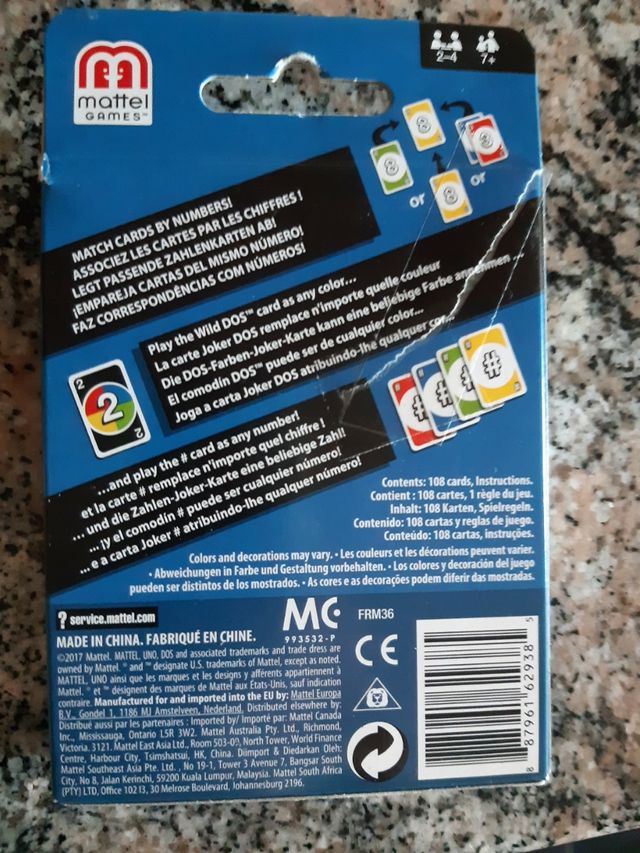 mattel
GAMES™
2-4
7+
8
8
3
8
or
or
MATCH CARDS BY NUMBERS!
ASSOCIEZ LES CARTES PAR LES CHIFFRES !
LEGT PASSENDE ZAHLENKARTEN AB!
¡EMPAREJA CARTAS DEL MISMO NÚMERO!
FAZ CORRESPONDÊNCIAS COM NÚMEROS!
Play the Wild DOS™ card as any color...
La carte Joker DOS remplace n'importe quelle couleur
Die DOS-Farben-Joker-Karte kann eine beliebige Farbe annehmen ...
El comodín DOS™ puede ser de cualquier color...
Joga a carta Joker DOS atribuindo-lhe qualquer cor...
2
2
2
# # # #
...and play the # card as any number!
et la carte # remplace n'importe quel chiffre !
... und die Zahlen-Joker-Karte eine beliebige Zahl!
... ¡y el comodín # puede ser cualquier número!
... e a carta Joker # atribuindo-lhe qualquer número!
Contents: 108 cards, Instructions.
Contient : 108 cartes, 1 règle du jeu.
Inhalt: 108 Karten, Spielregeln.
Contenido: 108 cartas y reglas de juego.
Conteúdo: 108 cartas, instruções.
Colors and decorations may vary. • Les couleurs et les décorations peuvent varier.
• Abweichungen in Farbe und Gestaltung vorbehalten. • Los colores y decoración del juego
pueden ser distintos de los mostrados. • As cores e as decorações podem diferir das mostradas.
? service.mattel.com
MC
993532-P
FRM36
MADE IN CHINA. FABRIQUÉ EN CHINE.
©2017 Mattel. MATTEL, UNO, DOS and associated trademarks and trade dress are
owned by Mattel. ® and ™ designate U.S. trademarks of Mattel, except as noted.
MATTEL, UNO ainsi que les marques et les designs y afférents appartiennent à
Mattel. ® et ™ désignent des marques de Mattel aux États-Unis, sauf indication
contraire. Manufactured for and imported into the EU by: Mattel Europa
B.V., Gondel 1, 1186 MJ Amstelveen, Nederland. Distributed elsewhere by:
Distribué aussi par les partenaires : Imported by/ Importé par: Mattel Canada
Inc., Mississauga, Ontario L5R 3W2. Mattel Australia Pty. Ltd., Richmond,
Victoria. 3121. Mattel East Asia Ltd., Room 503-09, North Tower, World Finance
Centre, Harbour City, Tsimshatsui, HK, China. Diimport & Diedarkan Oleh:
Mattel Southeast Asia Pte. Ltd., No 19-1, Tower 3 Avenue 7, Bangsar South
City, No 8, Jalan Kerinchi, 59200 Kuala Lumpur, Malaysia. Mattel South Africa
(PTY) LTD, Office 102 I3, 30 Melrose Boulevard, Johannesburg 2196.
CE
8 87961 62938 5